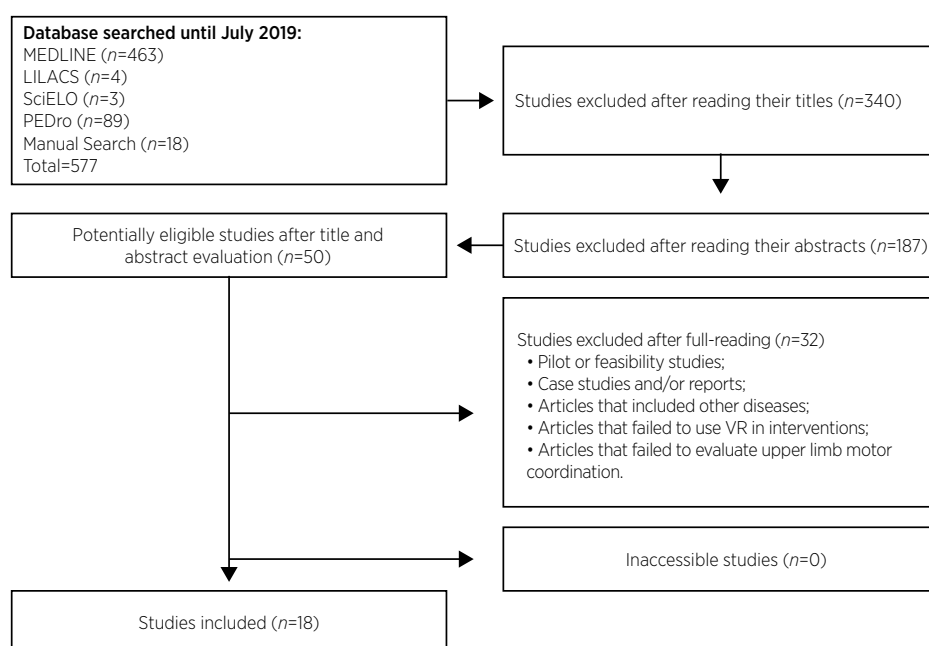 Database searched until July 2019:
MEDLINE (n=463)
LILACS (n=4)
SciELO (n=3)
PEDro (n=89)
Manual Search (n=18)
Total=577
Studies excluded after reading their titles (n=340)
Potentially eligible studies after title and
abstract evaluation (n=50)
Studies excluded after reading their abstracts (n=187)
Studies excluded after full-reading (n=32)
• Pilot or feasibility studies;
• Case studies and/or reports;
• Articles that included other diseases;
• Articles that failed to use VR in interventions;
• Articles that failed to evaluate upper limb motor
coordination.
Inaccessible studies (n=0)
Studies included (n=18)